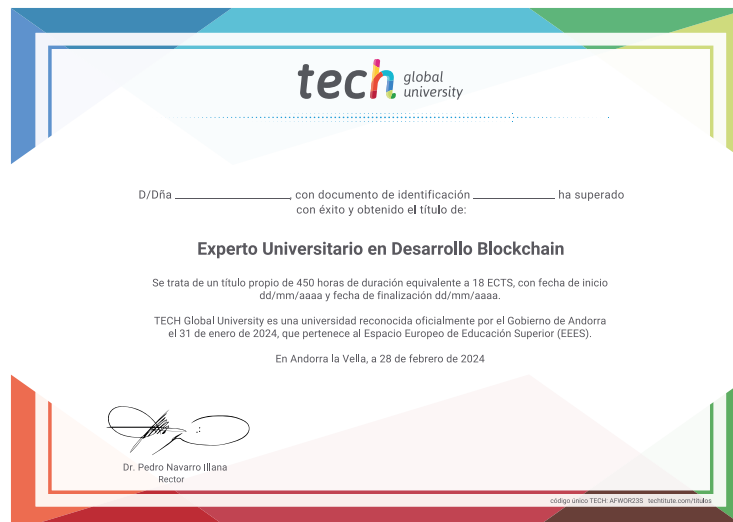 tech global university
D/Dña ____________________, con documento de identificación ______________ ha superado
con éxito y obtenido el título de:
Experto Universitario en Desarrollo Blockchain
Se trata de un título propio de 450 horas de duración equivalente a 18 ECTS, con fecha de inicio
dd/mm/aaaa y fecha de finalización dd/mm/aaaa.
TECH Global University es una universidad reconocida oficialmente por el Gobierno de Andorra
el 31 de enero de 2024, que pertenece al Espacio Europeo de Educación Superior (EEES).
En Andorra la Vella, a 28 de febrero de 2024
Dr. Pedro Navarro Illana
Rector
código único TECH: AFWOR23S techtitute.com/titulos